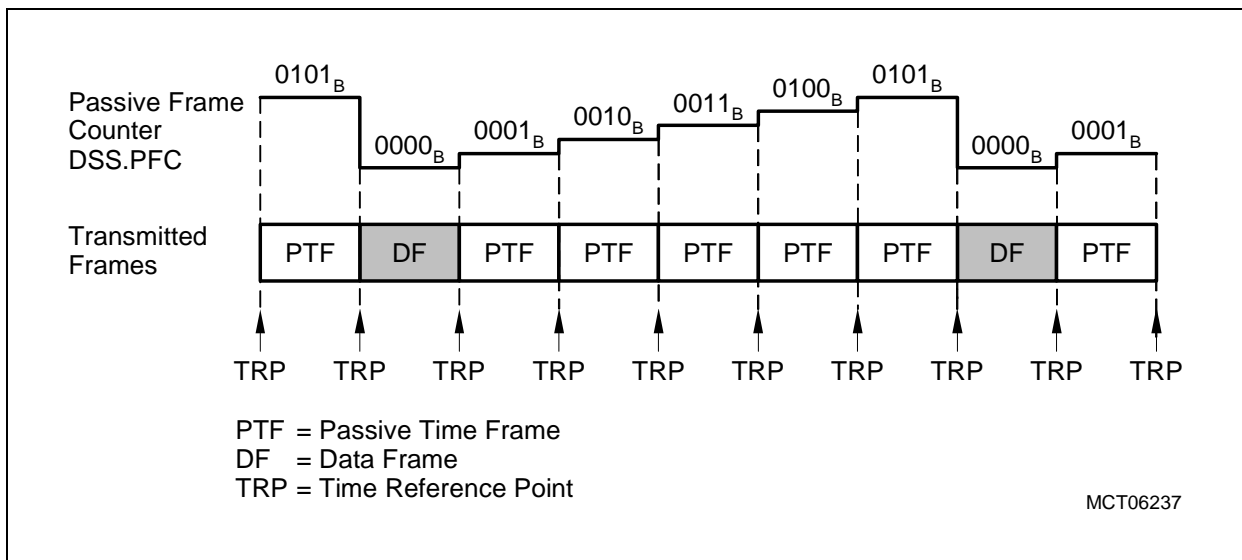 0101B
0000B
0001B
0010B
0011B
0100B
0101B
0000B
0001B
Passive Frame
Counter
DSS.PFC
Transmitted
Frames
PTF
DF
PTF
PTF
PTF
PTF
PTF
DF
PTF
TRP
TRP
TRP
TRP
TRP
TRP
TRP
TRP
TRP
TRP
PTF = Passive Time Frame
DF = Data Frame
TRP = Time Reference Point
MCT06237